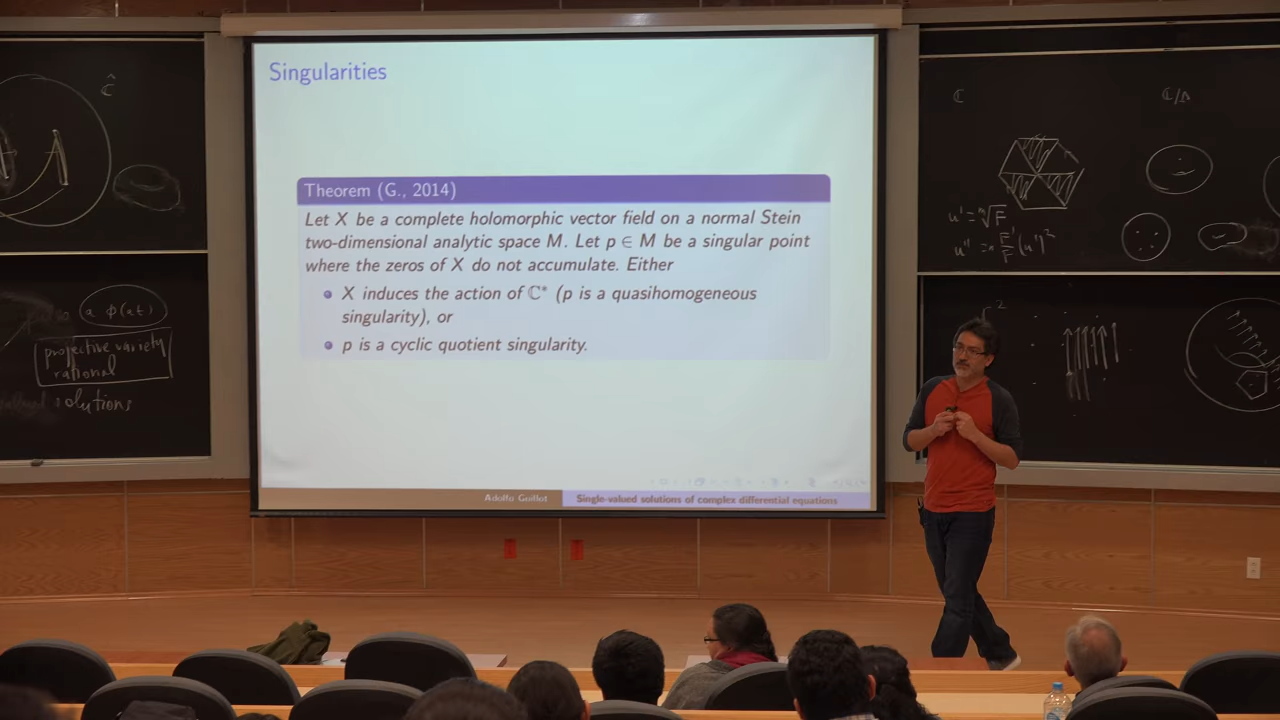 Singularities
Theorem (G., 2014)
Let X be a complete holomorphic vector field on a normal Stein
two-dimensional analytic space M. Let p ∈ M be a singular point
where the zeros of X do not accumulate. Either
X induces the action of ℂ* (p is a quasihomogeneous
singularity), or
p is a cyclic quotient singularity.
Adolfo Guillot
Single-valued solutions of complex differential equations
Ĉ
a ϕ(at)
projective variety
rational
solutions
ℂ
ℂ/Λ